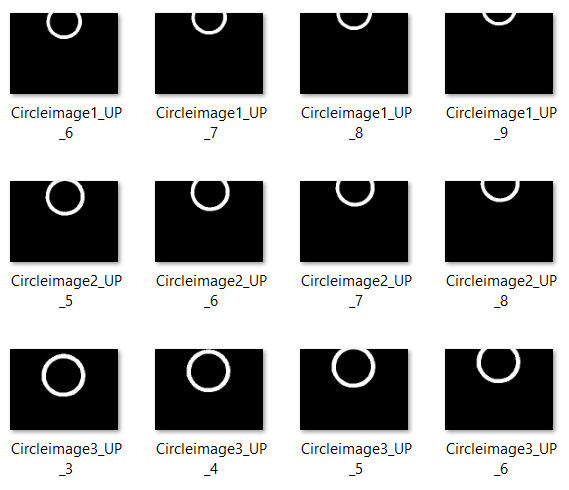 Circleimage1_UP Circleimage1_UP Circleimage1_UP Circleimage1_UP
_6 _7 _8 _9
Circleimage2_UP Circleimage2_UP Circleimage2_UP Circleimage2_UP
_5 _6 _7 _8
Circleimage3_UP Circleimage3_UP Circleimage3_UP Circleimage3_UP
_3 _4 _5 _6